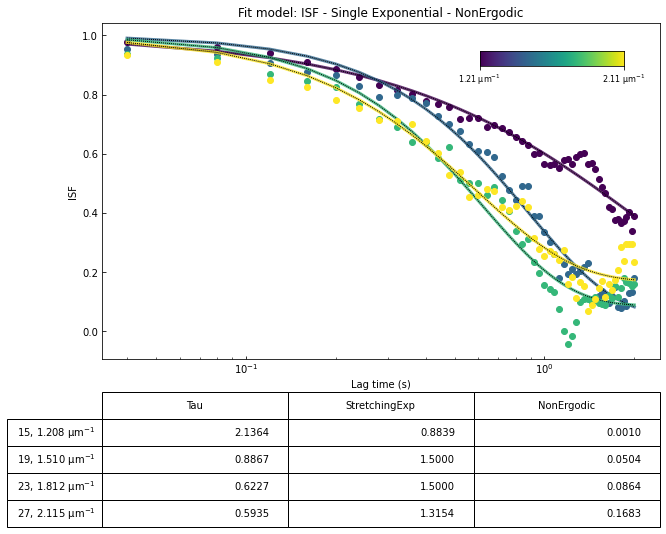 Fit model: ISF - Single Exponential - NonErgodic
1.0
0.8
0.6
0.4
0.2
0.0
ISF
1.21 μm⁻¹ 2.11 μm⁻¹
10⁻¹ 10⁰
Lag time (s)
Tau StretchingExp NonErgodic
15, 1.208 μm⁻¹ 2.1364 0.8839 0.0010
19, 1.510 μm⁻¹ 0.8867 1.5000 0.0504
23, 1.812 μm⁻¹ 0.6227 1.5000 0.0864
27, 2.115 μm⁻¹ 0.5935 1.3154 0.1683